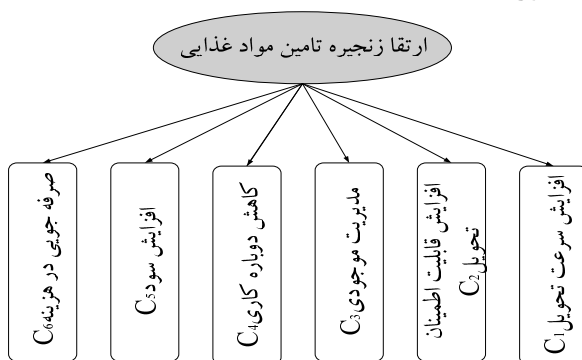 ارتقا زنجیره تامین مواد غذایی
افزایش سرعت تحویل C1
افزایش قابلیت اطمینان
تحویل C2
مدیریت موجودی C3
کاهش دوباره کاری C4
افزایش سود C5
صرفه جویی در هزینه C6